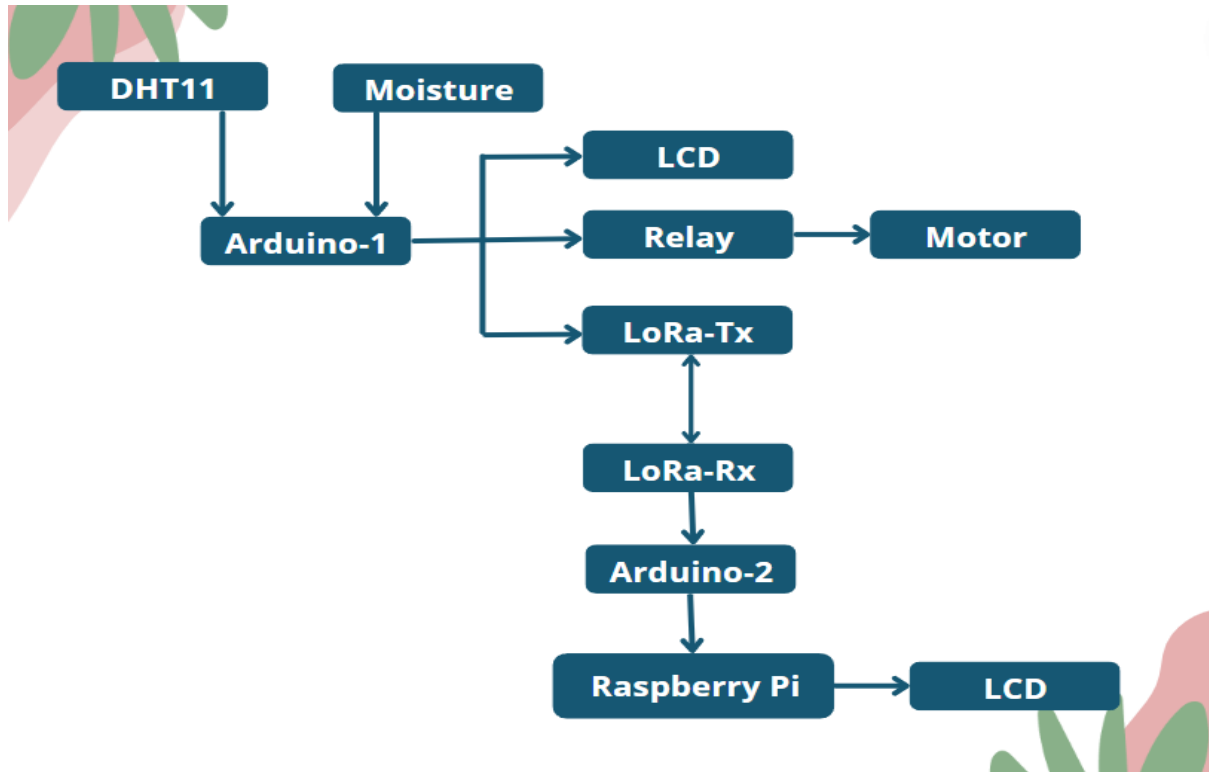 DHT11
Moisture
LCD
Arduino-1
Relay
Motor
LoRa-Tx
LoRa-Rx
Arduino-2
Raspberry Pi
LCD